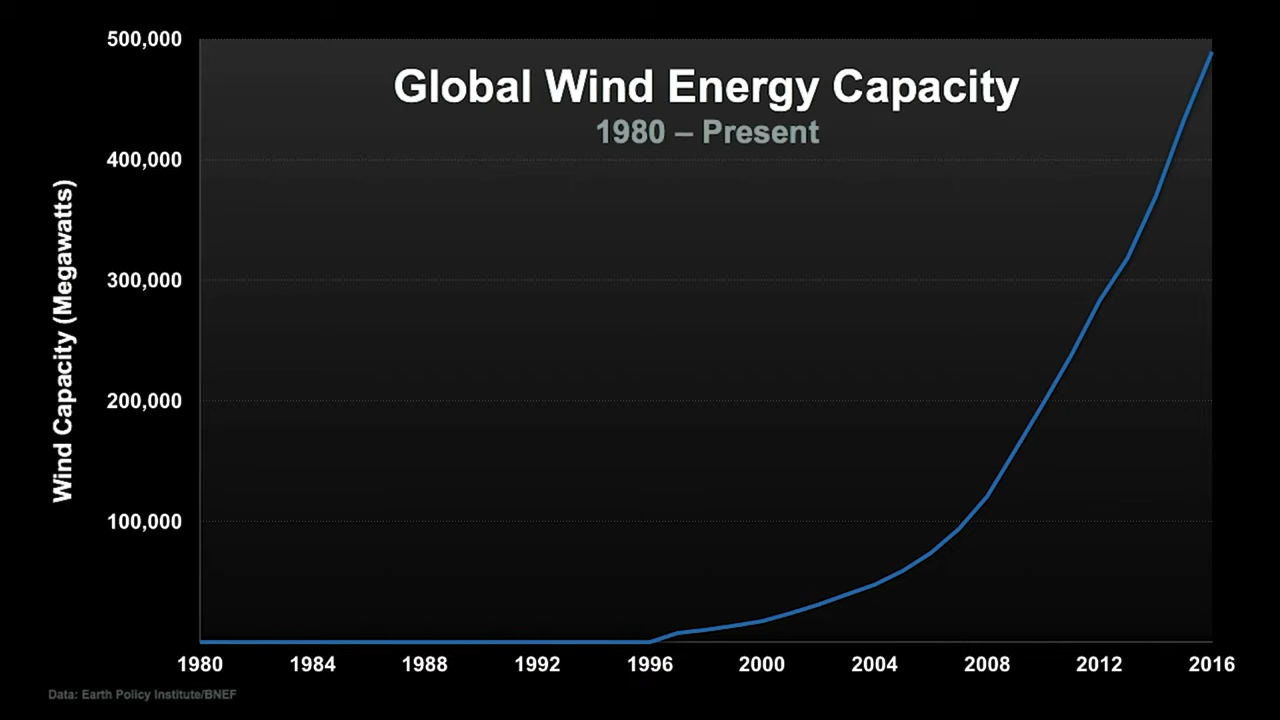 Global Wind Energy Capacity
1980 – Present
Wind Capacity (Megawatts)
500,000
400,000
300,000
200,000
100,000
1980 1984 1988 1992 1996 2000 2004 2008 2012 2016
Data: Earth Policy Institute/BNEF